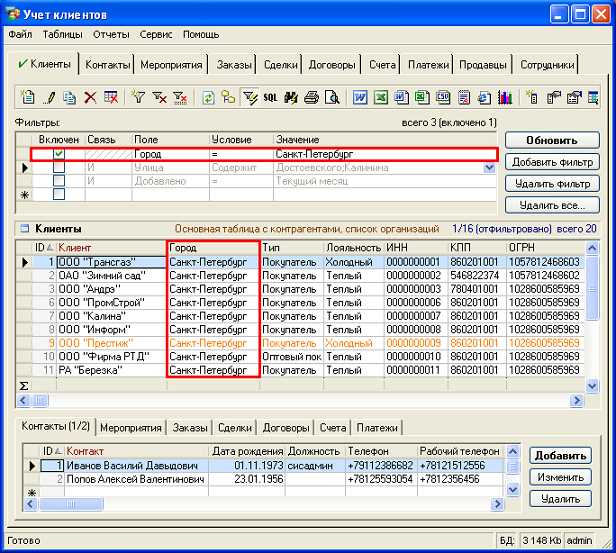 Учет клиентов
Файл Таблицы Отчеты Сервис Помощь
Клиенты Контакты Мероприятия Заказы Сделки Договоры Счета Платежи Продавцы Сотрудники
SQL
Фильтры: всего 3 (включено 1)
Включен Связь Поле Условие Значение
Город = Санкт-Петербург
И Улица Содержит Достоевского;Калинина
И Добавлено = Текущий месяц
Обновить
Добавить фильтр
Удалить фильтр
Удалить все...
Клиенты Основная таблица с контрагентами, список организаций 1/16 (отфильтровано) всего 20
ID Клиент Город Тип Лояльность ИНН КПП ОГРН
1 ООО "Трансгаз" Санкт-Петербург Покупатель Холодный 0000000001 860201001 1057812468603
2 ОАО "Зимний сад" Санкт-Петербург Покупатель Теплый 0000000002 546822374 1028600585602
3 ООО "Андрэ" Санкт-Петербург Покупатель Теплый 0000000003 780401001 1028600585969
6 ООО "ПромСтрой" Санкт-Петербург Покупатель Теплый 0000000006 860201001 1028600585969
7 ООО "Калина" Санкт-Петербург Покупатель Теплый 0000000007 860201001 1028600585969
8 ООО "Информ" Санкт-Петербург Покупатель Теплый 0000000008 860201001 1028600585969
9 ООО "Престиж" Санкт-Петербург Покупатель Холодный 0000000009 860201001 1028600585969
10 ООО "Фирма РТД" Санкт-Петербург Оптовый пок Теплый 0000000010 860201001 1028600585969
11 РА "Березка" Санкт-Петербург Покупатель Теплый 0000000011 860201001 1028600585969
Σ
Контакты (1/2) Мероприятия Заказы Сделки Договоры Счета Платежи
ID Контакт Дата рождения Должность Телефон Рабочий телефон
1 Иванов Василий Давыдович 01.11.1973 сисадмин +79112386682 +78121512556
2 Попов Алексей Валентинович 23.01.1956 +78125593054 +7812356456
Добавить
Изменить
Удалить
Готово БД: 3 148 Kb admin